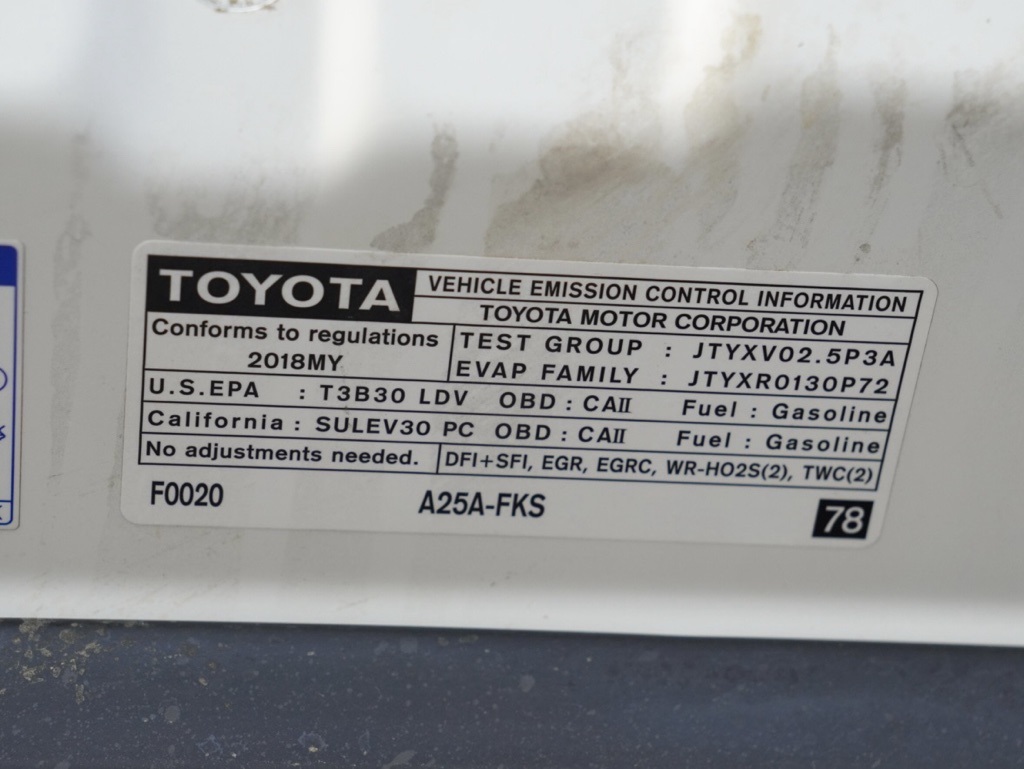 TOYOTA
VEHICLE EMISSION CONTROL INFORMATION
TOYOTA MOTOR CORPORATION
Conforms to regulations
2018MY
TEST GROUP : JTYXV02.5P3A
EVAP FAMILY : JTYXR0130P72
U.S.EPA : T3B30 LDV OBD : CAII Fuel : Gasoline
California : SULEV30 PC OBD : CAII Fuel : Gasoline
No adjustments needed.
DFI+SFI, EGR, EGRC, WR-HO2S(2), TWC(2)
F0020 A25A-FKS 78